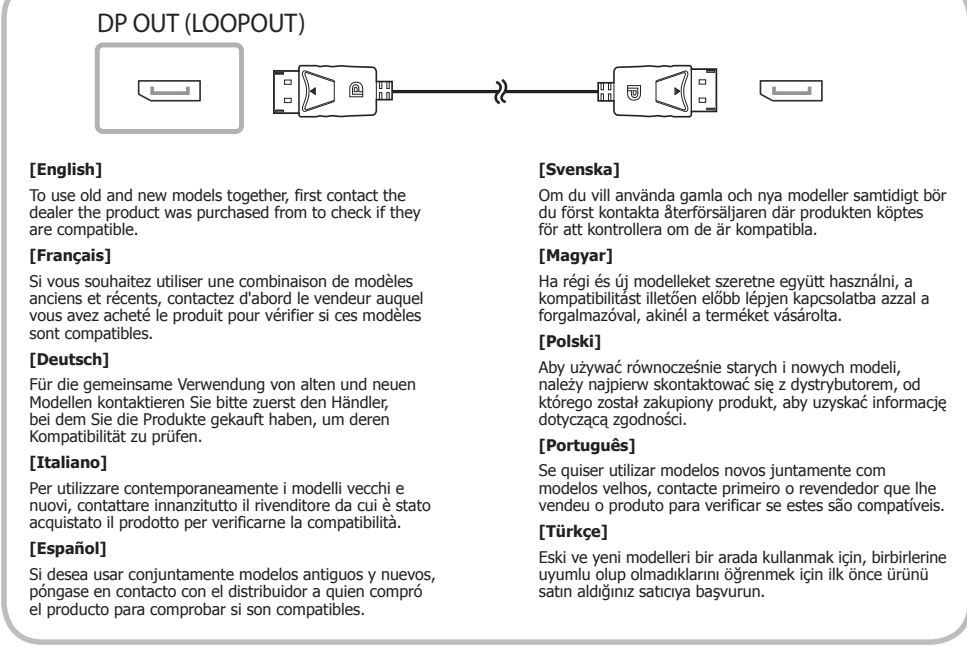 DP OUT (LOOPOUT)
[English]
To use old and new models together, first contact the
dealer the product was purchased from to check if they
are compatible.
[Français]
Si vous souhaitez utiliser une combinaison de modèles
anciens et récents, contactez d'abord le vendeur auquel
vous avez acheté le produit pour vérifier si ces modèles
sont compatibles.
[Deutsch]
Für die gemeinsame Verwendung von alten und neuen
Modellen kontaktieren Sie bitte zuerst den Händler,
bei dem Sie die Produkte gekauft haben, um deren
Kompatibilität zu prüfen.
[Italiano]
Per utilizzare contemporaneamente i modelli vecchi e
nuovi, contattare innanzitutto il rivenditore da cui è stato
acquistato il prodotto per verificarne la compatibilità.
[Español]
Si desea usar conjuntamente modelos antiguos y nuevos,
póngase en contacto con el distribuidor a quien compró
el producto para comprobar si son compatibles.
[Svenska]
Om du vill använda gamla och nya modeller samtidigt bör
du först kontakta återförsäljaren där produkten köptes
för att kontrollera om de är kompatibla.
[Magyar]
Ha régi és új modelleket szeretne együtt használni, a
kompatibilitást illetően előbb lépjen kapcsolatba azzal a
forgalmazóval, akinél a terméket vásárolta.
[Polski]
Aby używać równocześnie starych i nowych modeli,
należy najpierw skontaktować się z dystrybutorem, od
którego został zakupiony produkt, aby uzyskać informację
dotyczącą zgodności.
[Português]
Se quiser utilizar modelos novos juntamente com
modelos velhos, contacte primeiro o revendedor que lhe
vendeu o produto para verificar se estes são compatíveis.
[Türkçe]
Eski ve yeni modelleri bir arada kullanmak için, birbirlerine
uyumlu olup olmadıklarını öğrenmek için ilk önce ürünü
satın aldığınız satıcıya başvurun.